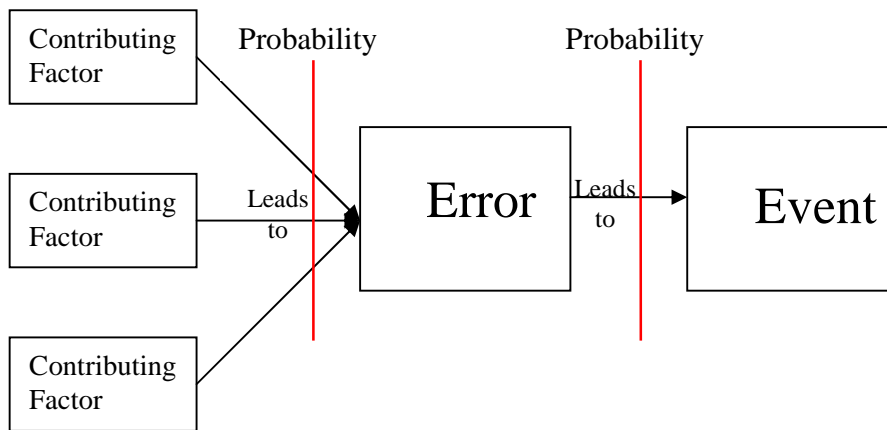 Contributing
Factor
Probability
Probability
Contributing
Factor
Leads
to
Error
Leads
to
Event
Contributing
Factor